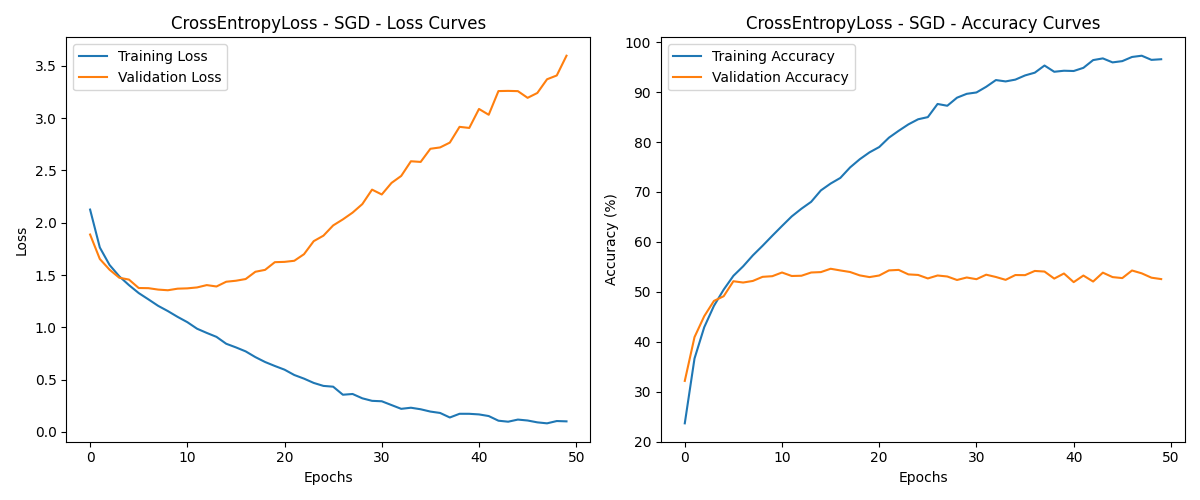 CrossEntropyLoss - SGD - Loss Curves
Training Loss
Validation Loss
Loss
3.5
3.0
2.5
2.0
1.5
1.0
0.5
0.0
0 10 20 30 40 50
Epochs
CrossEntropyLoss - SGD - Accuracy Curves
Training Accuracy
Validation Accuracy
Accuracy (%)
100
90
80
70
60
50
40
30
20
0 10 20 30 40 50
Epochs